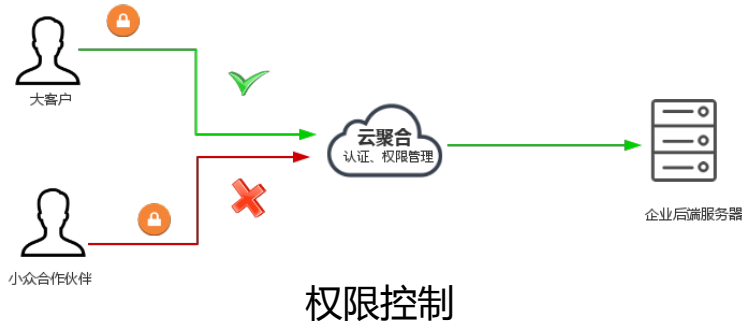 大客户
云聚合
认证、权限管理
企业后端服务器
小众合作伙伴
权限控制